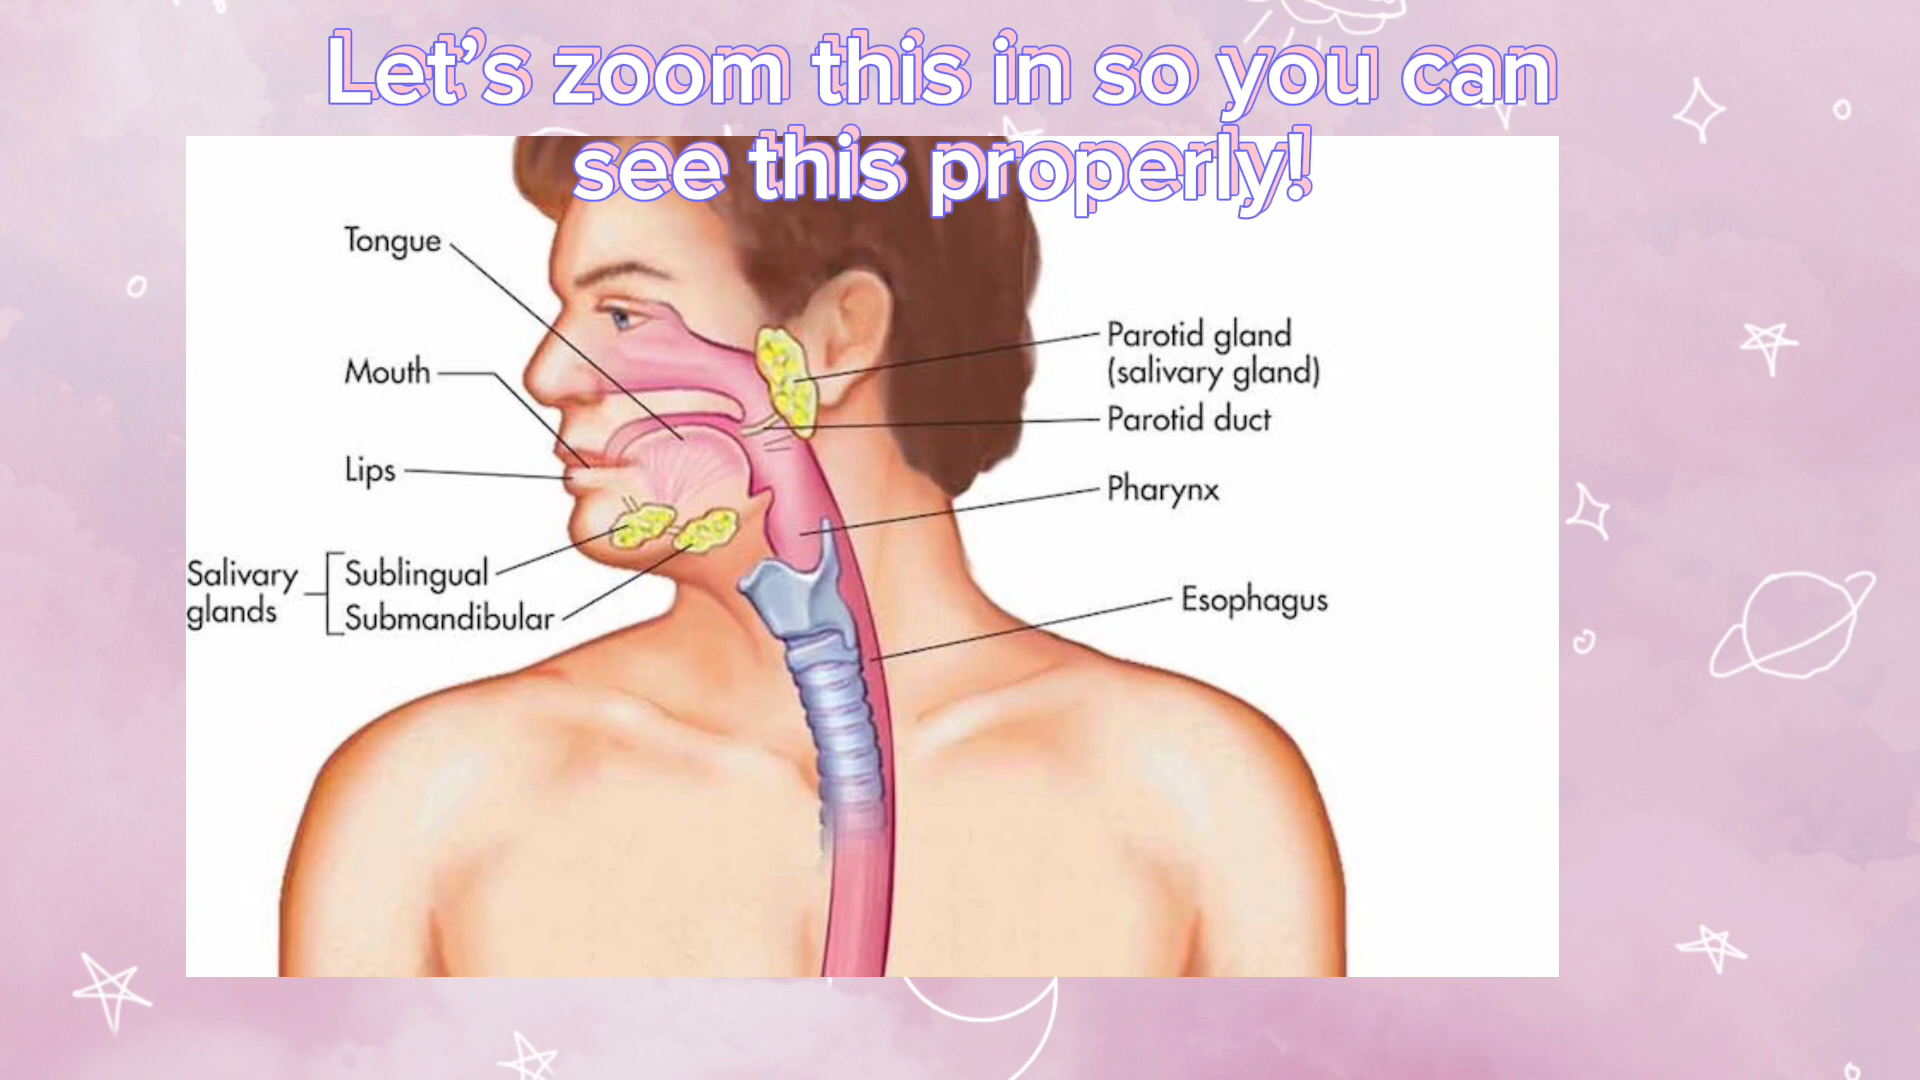 Let’s zoom this in so you can
see this properly!
Tongue
Mouth
Lips
Salivary
glands
Sublingual
Submandibular
Parotid gland
(salivary gland)
Parotid duct
Pharynx
Esophagus